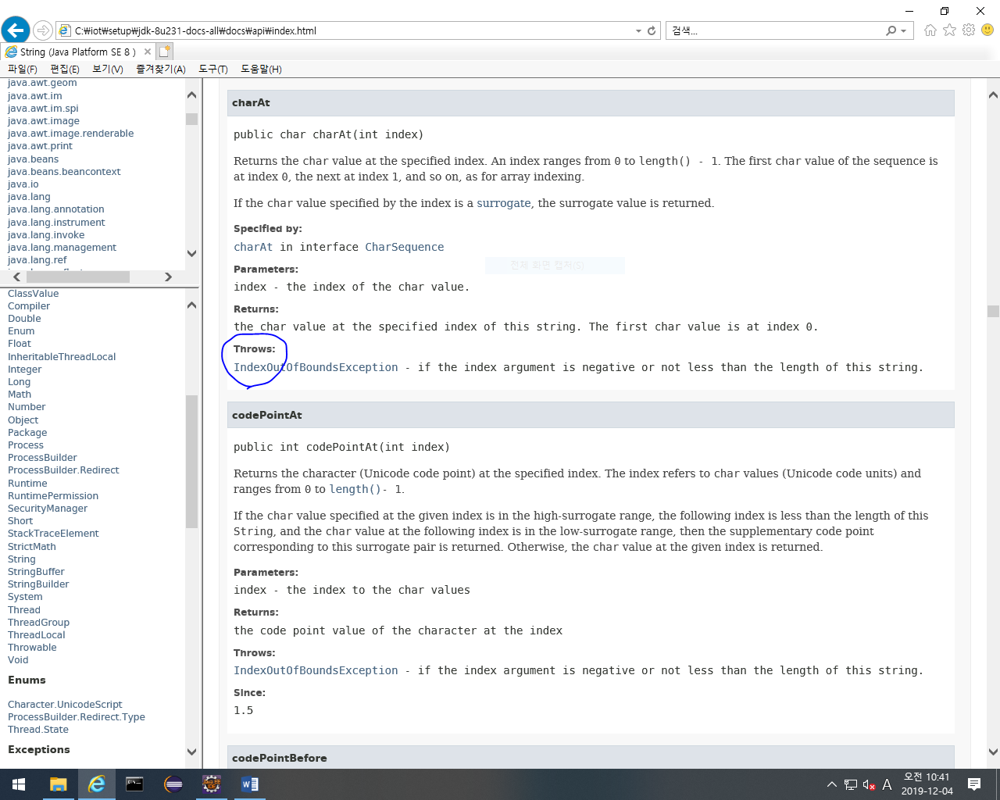 C:₩iot₩setup₩jdk-8u231-docs-all₩docs₩api₩index.html
검색...
String (Java Platform SE 8 )
파일(F) 편집(E) 보기(V) 즐겨찾기(A) 도구(T) 도움말(H)
java.awt.geom
java.awt.im
java.awt.im.spi
java.awt.image
java.awt.image.renderable
java.awt.print
java.beans
java.beans.beancontext
java.io
java.lang
java.lang.annotation
java.lang.instrument
java.lang.invoke
java.lang.management
java.lang.ref
ClassValue
Compiler
Double
Enum
Float
InheritableThreadLocal
Integer
Long
Math
Number
Object
Package
Process
ProcessBuilder
ProcessBuilder.Redirect
Runtime
RuntimePermission
SecurityManager
Short
StackTraceElement
StrictMath
String
StringBuffer
StringBuilder
System
Thread
ThreadGroup
ThreadLocal
Throwable
Void
Enums
Character.UnicodeScript
ProcessBuilder.Redirect.Type
Thread.State
Exceptions
charAt
public char charAt(int index)
Returns the char value at the specified index. An index ranges from 0 to length() - 1. The first char value of the sequence is
at index 0, the next at index 1, and so on, as for array indexing.
If the char value specified by the index is a surrogate, the surrogate value is returned.
Specified by:
charAt in interface CharSequence
전체 화면 캡처(S)
Parameters:
index - the index of the char value.
Returns:
the char value at the specified index of this string. The first char value is at index 0.
Throws:
IndexOutOfBoundsException - if the index argument is negative or not less than the length of this string.
codePointAt
public int codePointAt(int index)
Returns the character (Unicode code point) at the specified index. The index refers to char values (Unicode code units) and
ranges from 0 to length()- 1.
If the char value specified at the given index is in the high-surrogate range, the following index is less than the length of this
String, and the char value at the following index is in the low-surrogate range, then the supplementary code point
corresponding to this surrogate pair is returned. Otherwise, the char value at the given index is returned.
Parameters:
index - the index to the char values
Returns:
the code point value of the character at the index
Throws:
IndexOutOfBoundsException - if the index argument is negative or not less than the length of this string.
Since:
1.5
codePointBefore
A
오전 10:41
2019-12-04